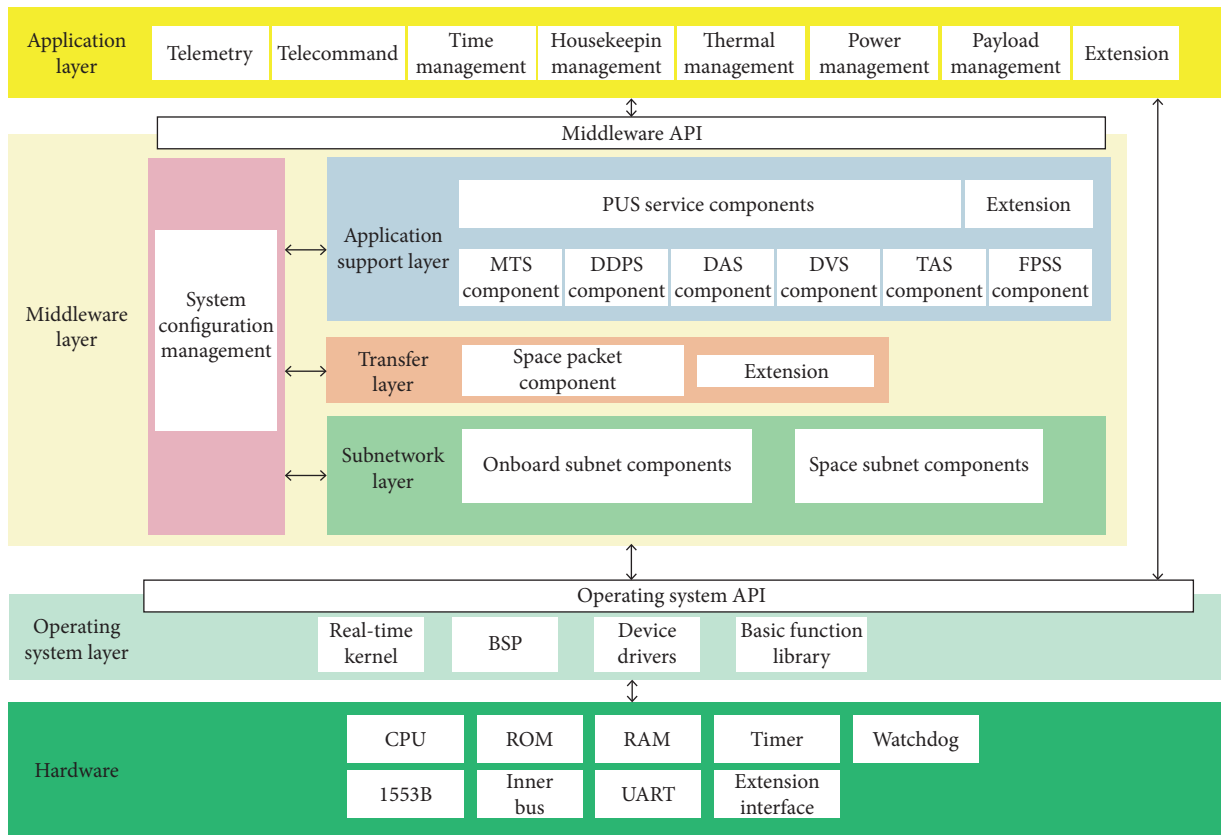 Application
layer
Telemetry
Telecommand
Time
management
Housekeepin
management
Thermal
management
Power
management
Payload
management
Extension
Middleware API
Middleware
layer
System
configuration
management
Application
support layer
PUS service components
Extension
MTS
component
DDPS
component
DAS
component
DVS
component
TAS
component
FPSS
component
Transfer
layer
Space packet
component
Extension
Subnetwork
layer
Onboard subnet components
Space subnet components
Operating system API
Operating
system layer
Real-time
kernel
BSP
Device
drivers
Basic function
library
Hardware
CPU
ROM
RAM
Timer
Watchdog
1553B
Inner
bus
UART
Extension
interface